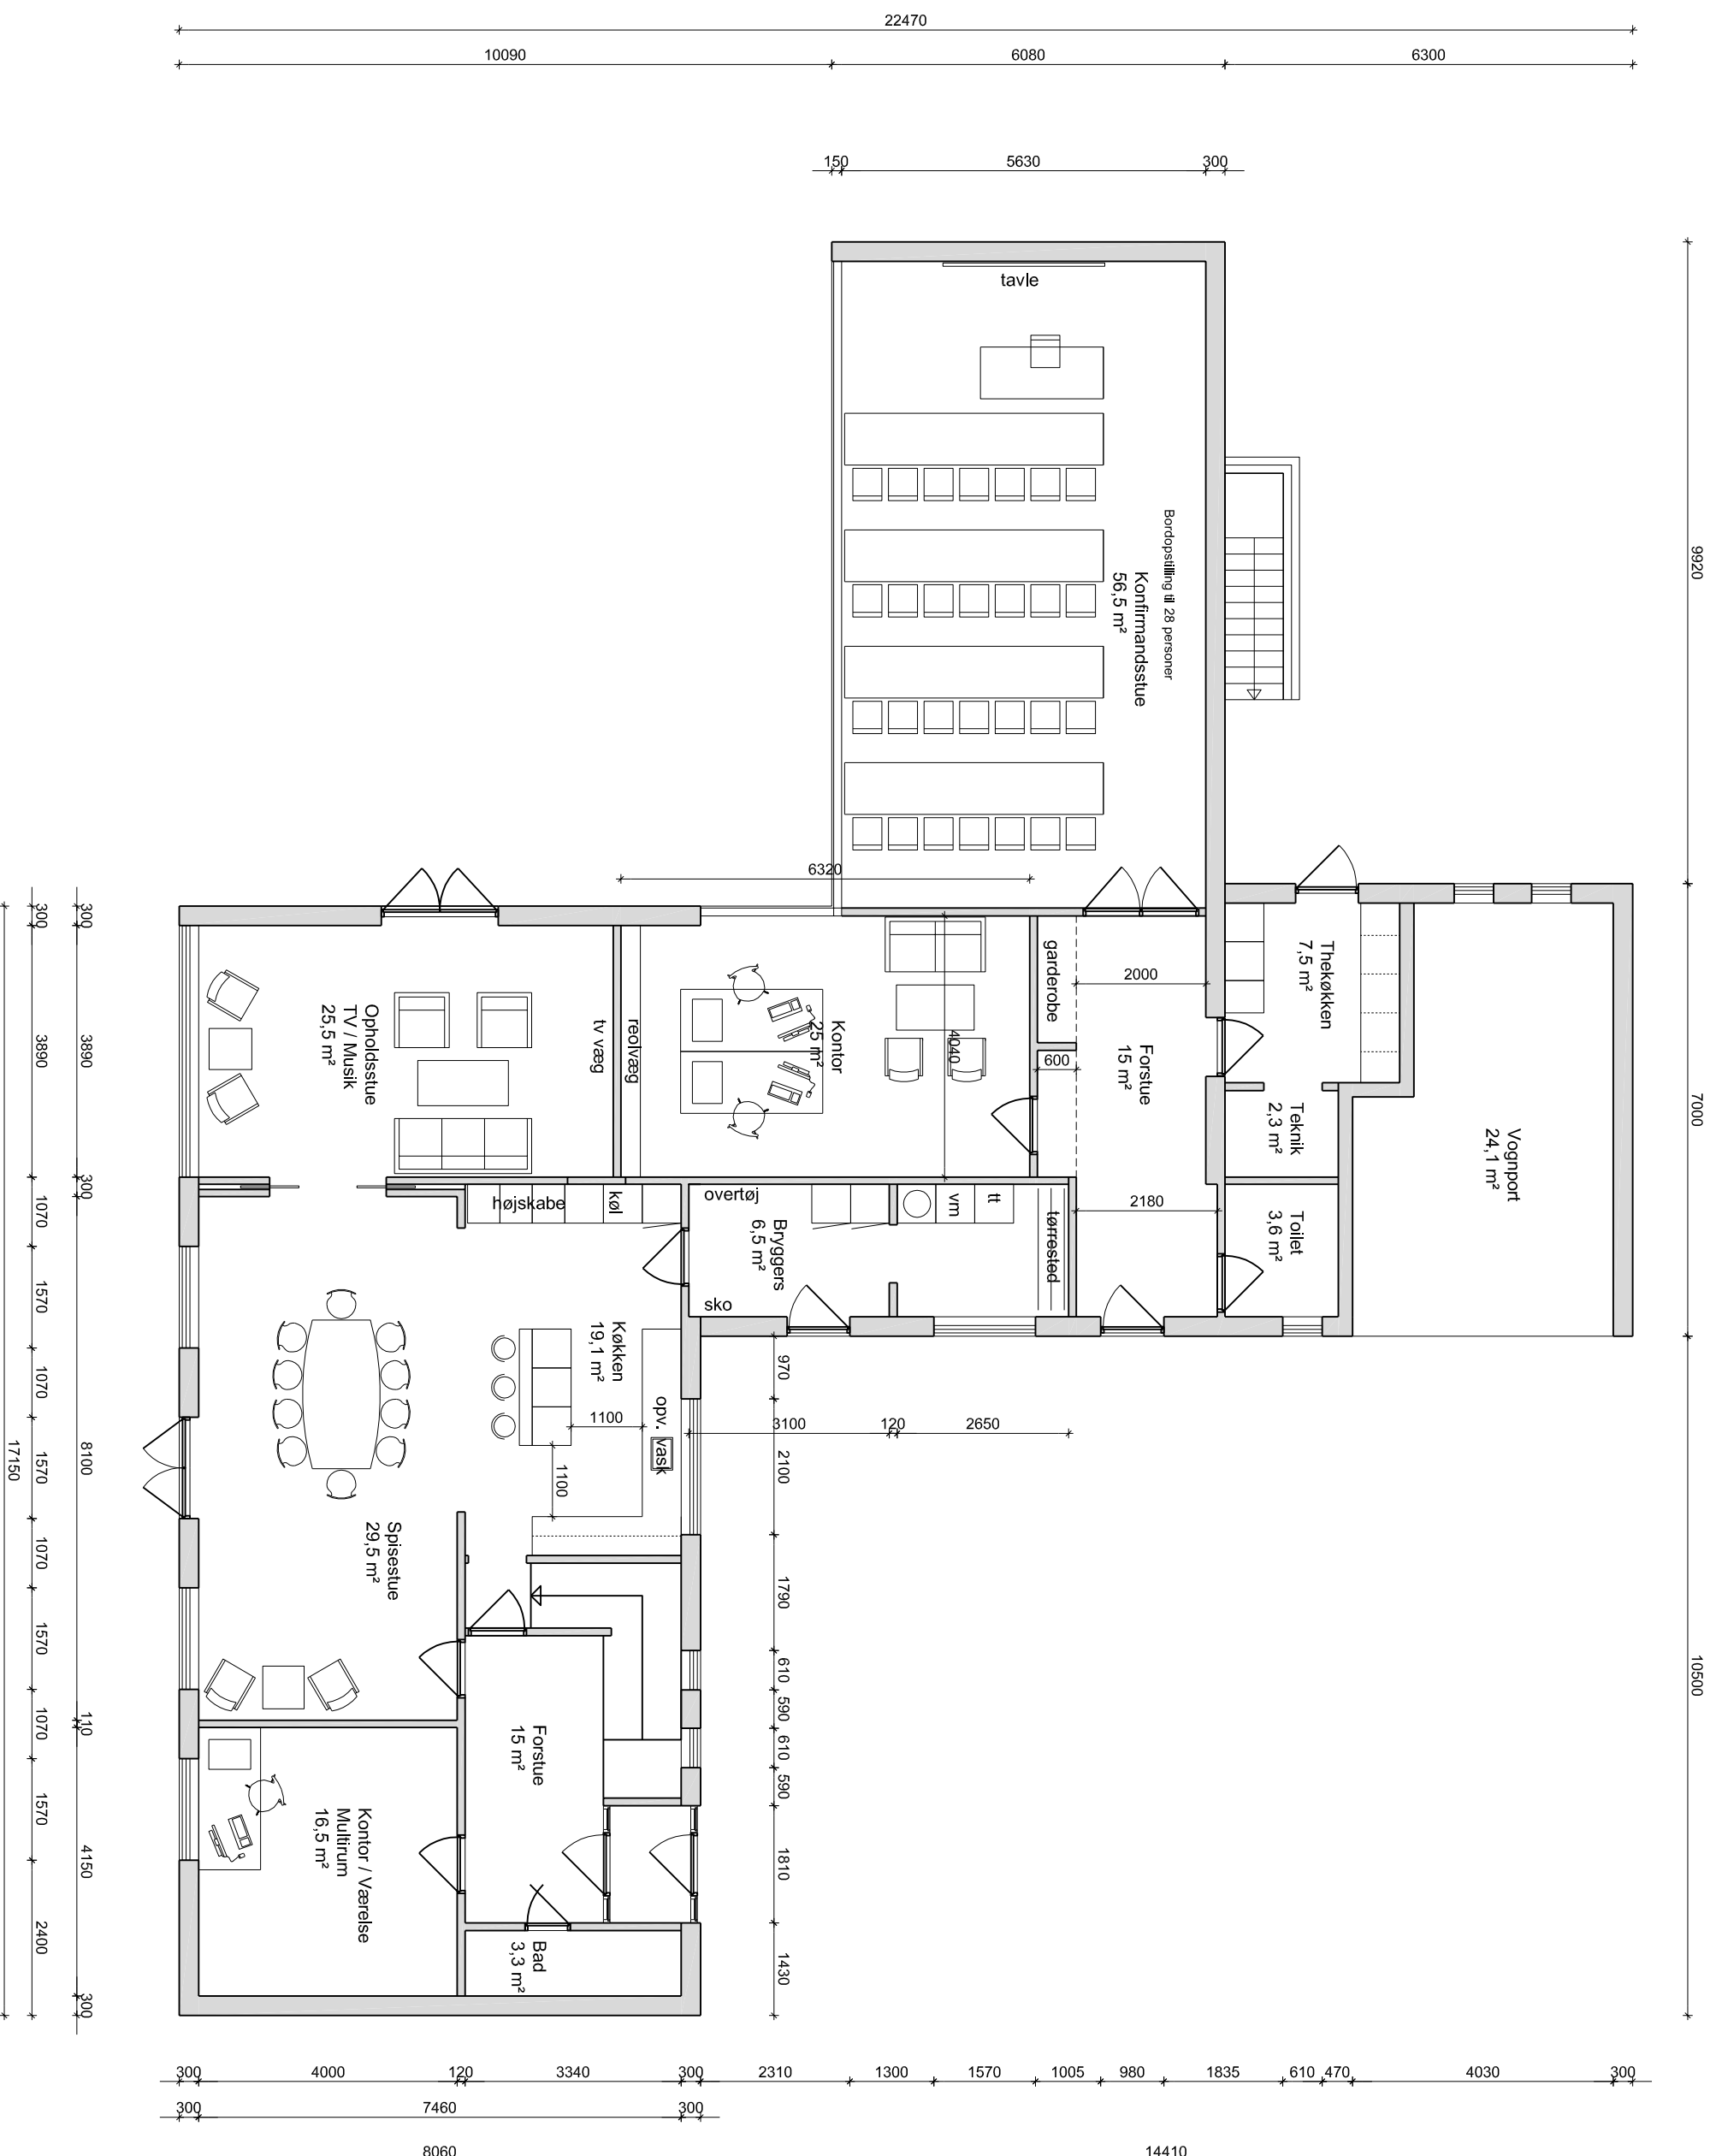 22470
10090
6080
6300
150
5630
300
tavle
Bordopstilling til 28 personer
Konfirmandsstue
56,5 m²
9920
6320
300
300
3890
3890
Opholdsstue
TV / Musik
25,5 m²
tv væg
reolvæg
Kontor
25 m²
4040
garderobe
2000
600
Forstue
15 m²
Thekøkken
7,5 m²
Teknik
2,3 m²
Vognport
24,1 m²
7000
300
1070
højskabe
køl
overtøj
Bryggers
6,5 m²
sko
vm
tt
tørrested
2180
Toilet
3,6 m²
1570
1070
1570
1070
1570
1070
1570
2400
17150
8100
110
4150
300
Køkken
19,1 m²
opv.
vask
1100
1100
970
3100
120
2650
2100
1790
610
590
610
590
1810
1430
10500
Spisestue
29,5 m²
Forstue
15 m²
Kontor / Værelse
Multirum
16,5 m²
Bad
3,3 m²
300
4000
120
3340
300
2310
1300
1570
1005
980
1835
610
470
4030
300
300
7460
300
8060
14410